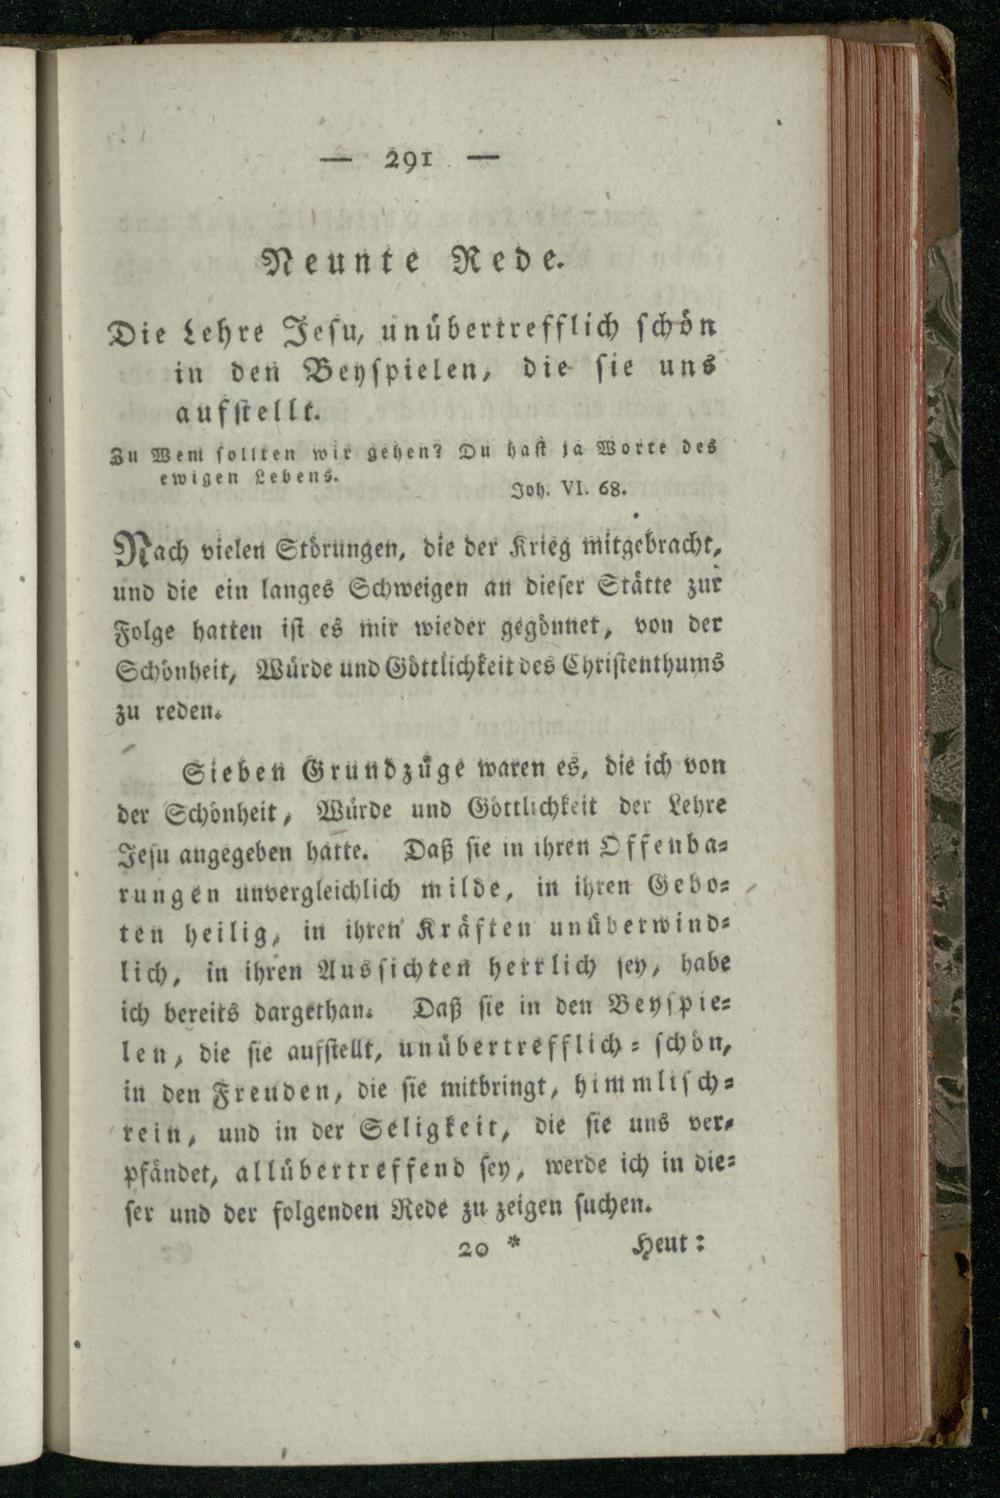 — 291 —
Neunte Rede.
Die Lehre Jesu, unübertrefflich schön
in den Beyspielen, die sie uns
aufstellt.
Zu Wem sollten wir gehen? Du hast ja Worte des
ewigen Lebens.
Joh. VI. 68.
Nach vielen Störungen, die der Krieg mitgebracht,
und die ein langes Schweigen an dieser Stätte zur
Folge hatten ist es mir wieder gegönnet, von der
Schönheit, Würde und Göttlichkeit des Christenthums
zu reden.
Sieben Grundzüge waren es, die ich von
der Schönheit, Würde und Göttlichkeit der Lehre
Jesu angegeben hatte. Daß sie in ihren Offenba=
rungen unvergleichlich milde, in ihren Gebo=
ten heilig, in ihren Kräften unüberwind=
lich, in ihren Aussichten herrlich sey, habe
ich bereits dargethan. Daß sie in den Beyspie=
len, die sie aufstellt, unübertrefflich=schön,
in den Freuden, die sie mitbringt, himmlisch=
rein, und in der Seligkeit, die sie uns ver=
pfändet, allübertreffend sey, werde ich in die=
ser und der folgenden Rede zu zeigen suchen.
20 * Heut=